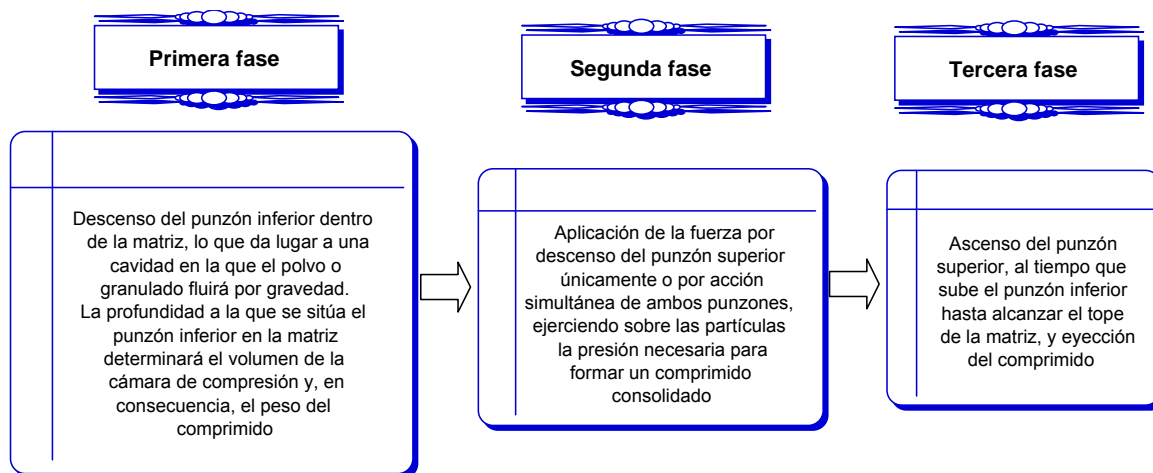 Primera fase
Descenso del punzón inferior dentro
de la matriz, lo que da lugar a una
cavidad en la que el polvo o
granulado fluirá por gravedad.
La profundidad a la que se sitúa el
punzón inferior en la matriz
determinará el volumen de la
cámara de compresión y, en
consecuencia, el peso del
comprimido
Segunda fase
Aplicación de la fuerza por
descenso del punzón superior
únicamente o por acción
simultánea de ambos punzones,
ejerciendo sobre las partículas
la presión necesaria para
formar un comprimido
consolidado
Tercera fase
Ascenso del punzón
superior, al tiempo que
sube el punzón inferior
hasta alcanzar el tope
de la matriz, y eyección
del comprimido